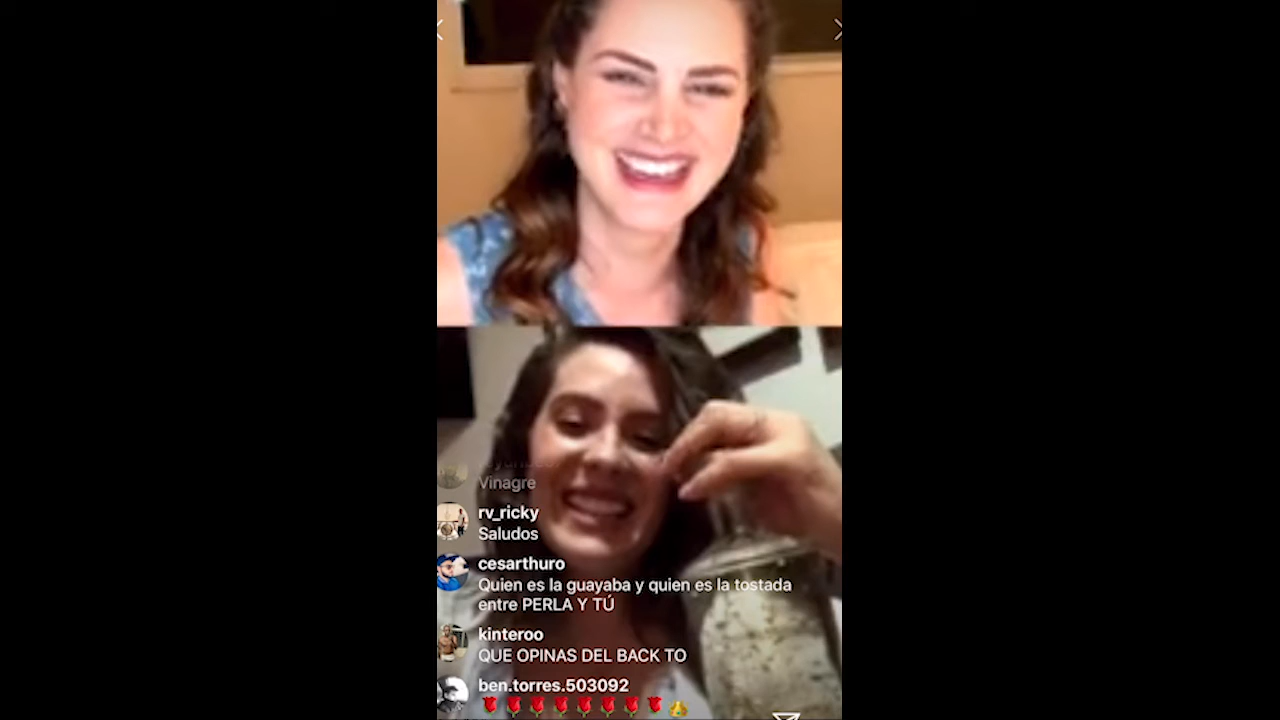 Vinagre
rv_ricky
Saludos
cesarthuro
Quien es la guayaba y quien es la tostada
entre PERLA Y TÚ
kinteroo
QUE OPINAS DEL BACK TO
ben.torres.503092
🌹🌹🌹🌹🌹🌹🌹🌹👍